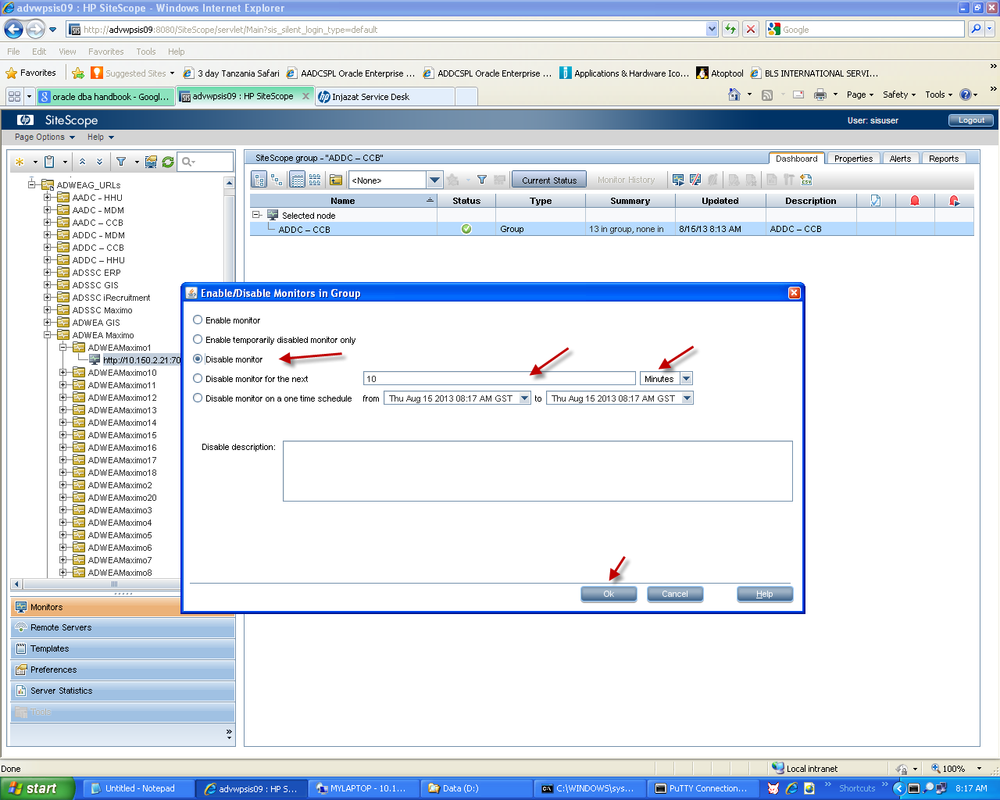 advwpsis09 : HP SiteScope - Windows Internet Explorer
http://advwpsis09:8080/SiteScope/servlet/Main?sis_silent_login_type=default
Google
File Edit View Favorites Tools Help
Favorites Suggested Sites 3 day Tanzania Safari AADCSPL Oracle Enterprise ... ADDCSPL Oracle Enterprise ... Applications & Hardware Ico... Atoptool BLS INTERNATIONAL SERVI...
oracle dba handbook - Googl... advwpsis09 : HP SiteScope Injazat Service Desk
Page Safety Tools
SiteScope
User: sisuser Logout
Page Options Help
SiteScope group - "ADDC – CCB"
Dashboard Properties Alerts Reports
<None> Current Status Monitor History
Name Status Type Summary Updated Description
Selected node
ADDC – CCB Group 13 in group, none in 8/15/13 8:13 AM ADDC – CCB
ADWEAG_URLs
AADC - HHU
AADC - MDM
AADC – CCB
ADDC - MDM
ADDC – CCB
ADDC – HHU
ADSSC ERP
ADSSC GIS
ADSSC iRecruitment
ADSSC Maximo
ADWEA GIS
ADWEA Maximo
ADWEAMaximo1
http://10.150.2.21:70
ADWEAMaximo10
ADWEAMaximo11
ADWEAMaximo12
ADWEAMaximo13
ADWEAMaximo14
ADWEAMaximo15
ADWEAMaximo16
ADWEAMaximo17
ADWEAMaximo18
ADWEAMaximo2
ADWEAMaximo20
ADWEAMaximo3
ADWEAMaximo4
ADWEAMaximo5
ADWEAMaximo6
ADWEAMaximo7
ADWEAMaximo8
Enable/Disable Monitors in Group
Enable monitor
Enable temporarily disabled monitor only
Disable monitor
Disable monitor for the next 10 Minutes
Disable monitor on a one time schedule from Thu Aug 15 2013 08:17 AM GST to Thu Aug 15 2013 08:17 AM GST
Disable description:
Ok Cancel Help
Monitors
Remote Servers
Templates
Preferences
Server Statistics
Tools
Done Local intranet 100%
start Untitled - Notepad advwpsis09 : HP S... MYLAPTOP - 10.1... Data (D:) C:\WINDOWS\sys... PuTTY Connection... Shortcuts 8:17 AM